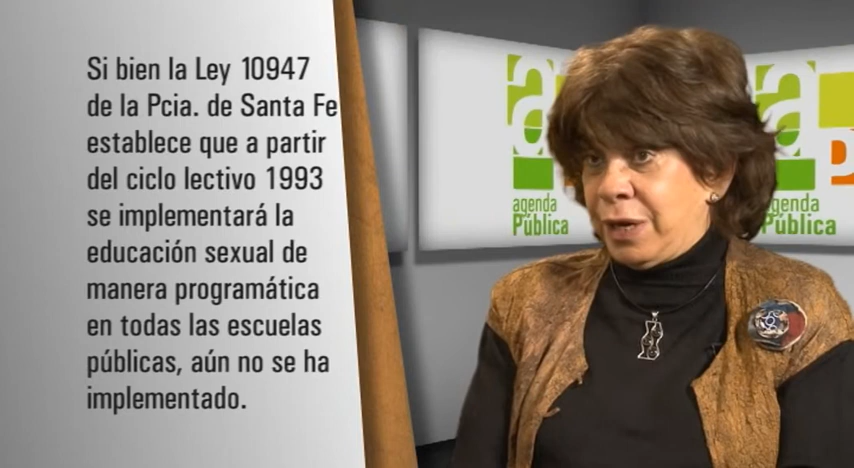 Si bien la Ley 10947
de la Pcia. de Santa Fe
establece que a partir
del ciclo lectivo 1993
se implementará la
educación sexual de
manera programática
en todas las escuelas
públicas, aún no se ha
implementado.
a
agenda
Pública
a
p
agenda
Pública